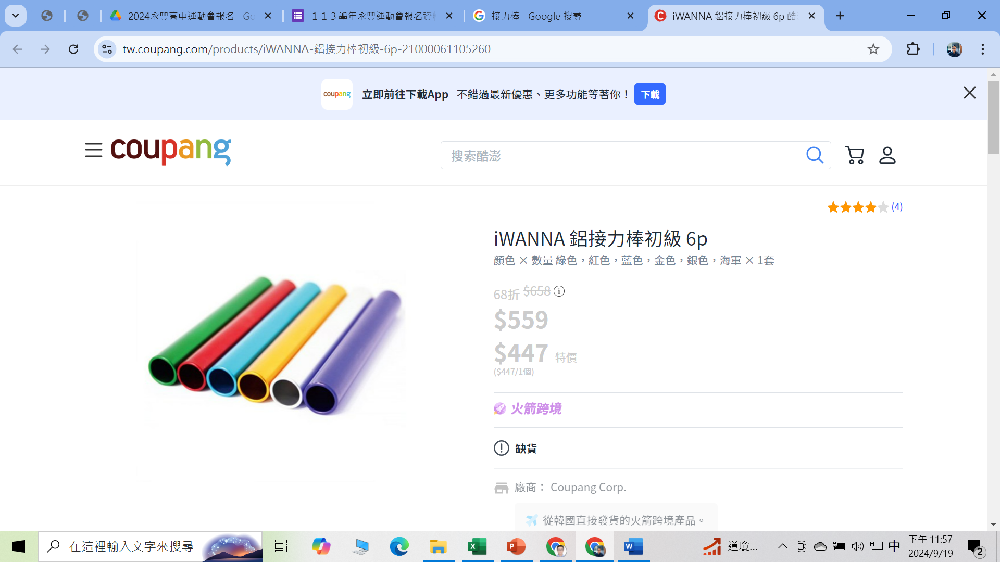 2024永豐高中運動會報名 - Go
１１３學年永豐運動會報名資
接力棒 - Google 搜尋
iWANNA 鋁接力棒初級 6p 酷
tw.coupang.com/products/iWANNA-鋁接力棒初級-6p-21000061105260
coupang 立即前往下載App 不錯過最新優惠、更多功能等著你！ 下載
coupang
搜索酷澎
(4)
iWANNA 鋁接力棒初級 6p
顏色 × 數量 綠色，紅色，藍色，金色，銀色，海軍 × 1套
68折 $658
$559
$447 特價
($447/1個)
火箭跨境
缺貨
廠商： Coupang Corp.
從韓國直接發貨的火箭跨境產品。
在這裡輸入文字來搜尋
道瓊...
中
下午 11:57
2024/9/19
2